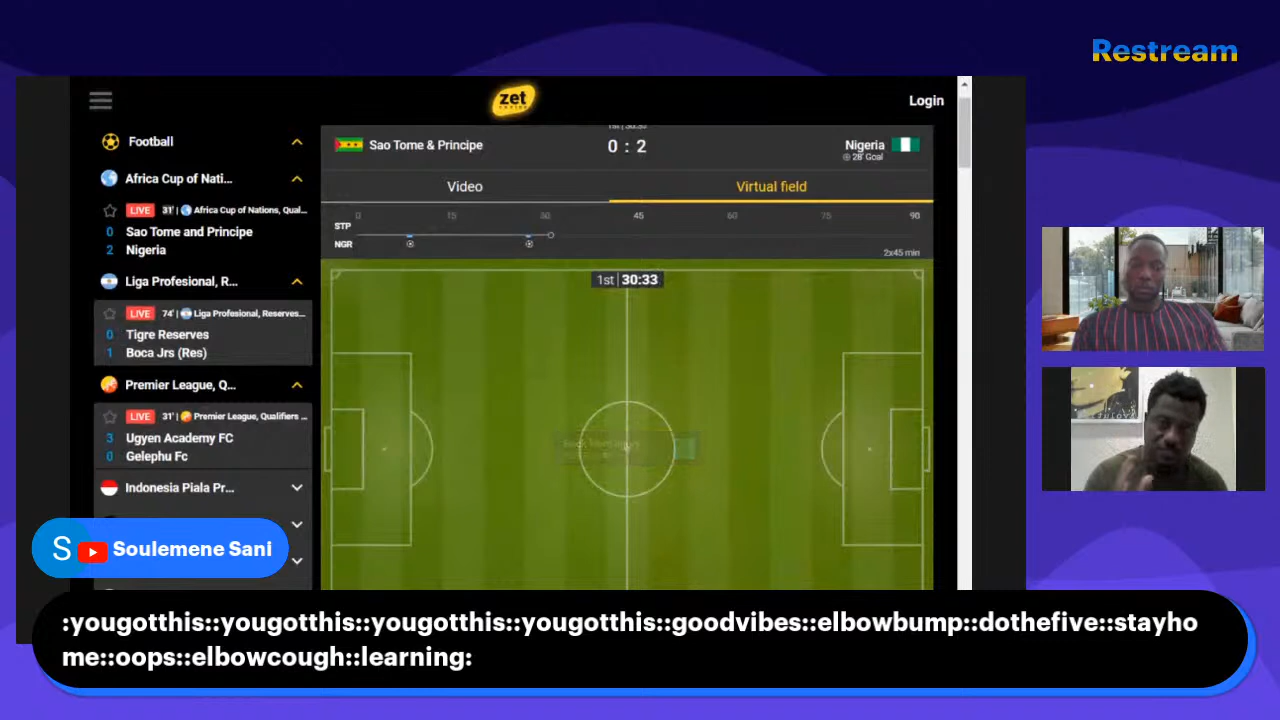 Restream
zet
Login
Football
Africa Cup of Nati...
LIVE 31' | Africa Cup of Nations, Qual...
0 Sao Tome and Principe
2 Nigeria
Liga Profesional, R...
LIVE 74' | Liga Profesional, Reserves...
0 Tigre Reserves
1 Boca Jrs (Res)
Premier League, Q...
LIVE 31' | Premier League, Qualifiers ...
3 Ugyen Academy FC
0 Gelephu Fc
Indonesia Piala Pr...
Sao Tome & Principe
0 : 2
Nigeria
28' Goal
Video
Virtual field
0 15 30 45 60 75 90
STP
NGR
2x45 min
1st | 30:33
S Soulemene Sani
:yougotthis::yougotthis::yougotthis::yougotthis::goodvibes::elbowbump::dothefive::stayho
me::oops::elbowcough::learning: